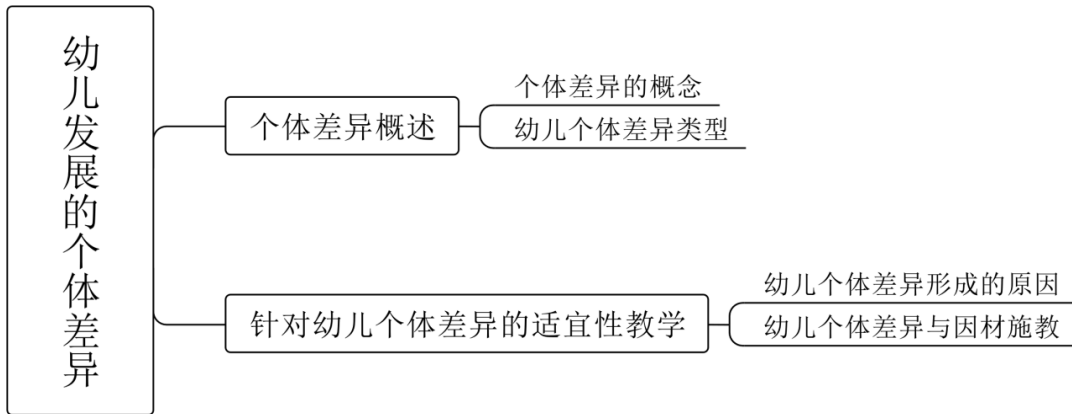 幼儿发展的个体差异
个体差异概述
个体差异的概念
幼儿个体差异类型
针对幼儿个体差异的适宜性教学
幼儿个体差异形成的原因
幼儿个体差异与因材施教